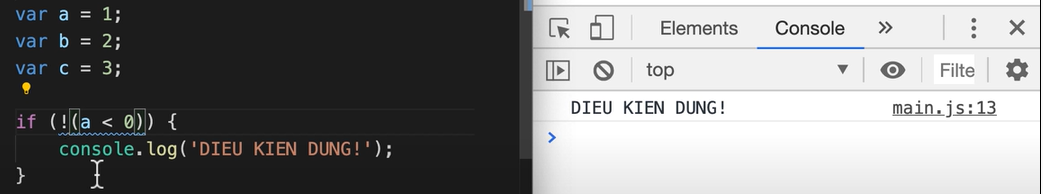 var a = 1;
var b = 2;
var c = 3;
if (!(a < 0)) {
    console.log('DIEU KIEN DUNG!');
}
Elements Console »
top Filte
DIEU KIEN DUNG! main.js:13